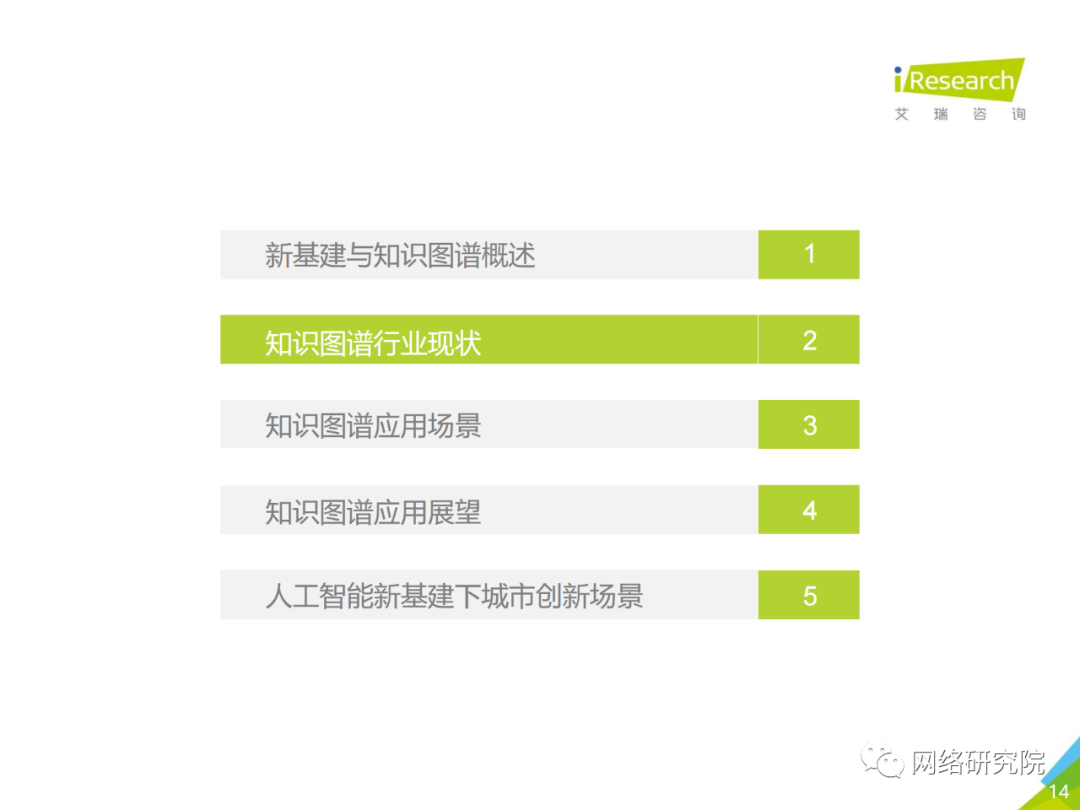 iResearch
艾瑞咨询
新基建与知识图谱概述 1
知识图谱行业现状 2
知识图谱应用场景 3
知识图谱应用展望 4
人工智能新基建下城市创新场景 5
网络研究院
14